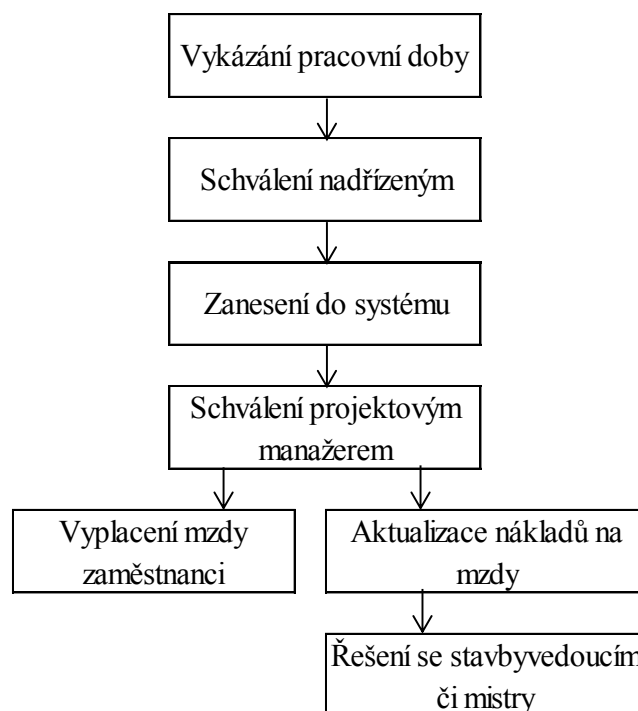 Vykázání pracovní doby
Schválení nadřízeným
Zanesení do systému
Schválení projektovým
manažerem
Vyplacení mzdy
zaměstnanci
Aktualizace nákladů na
mzdy
Řešení se stavbyvedoucím
či mistry